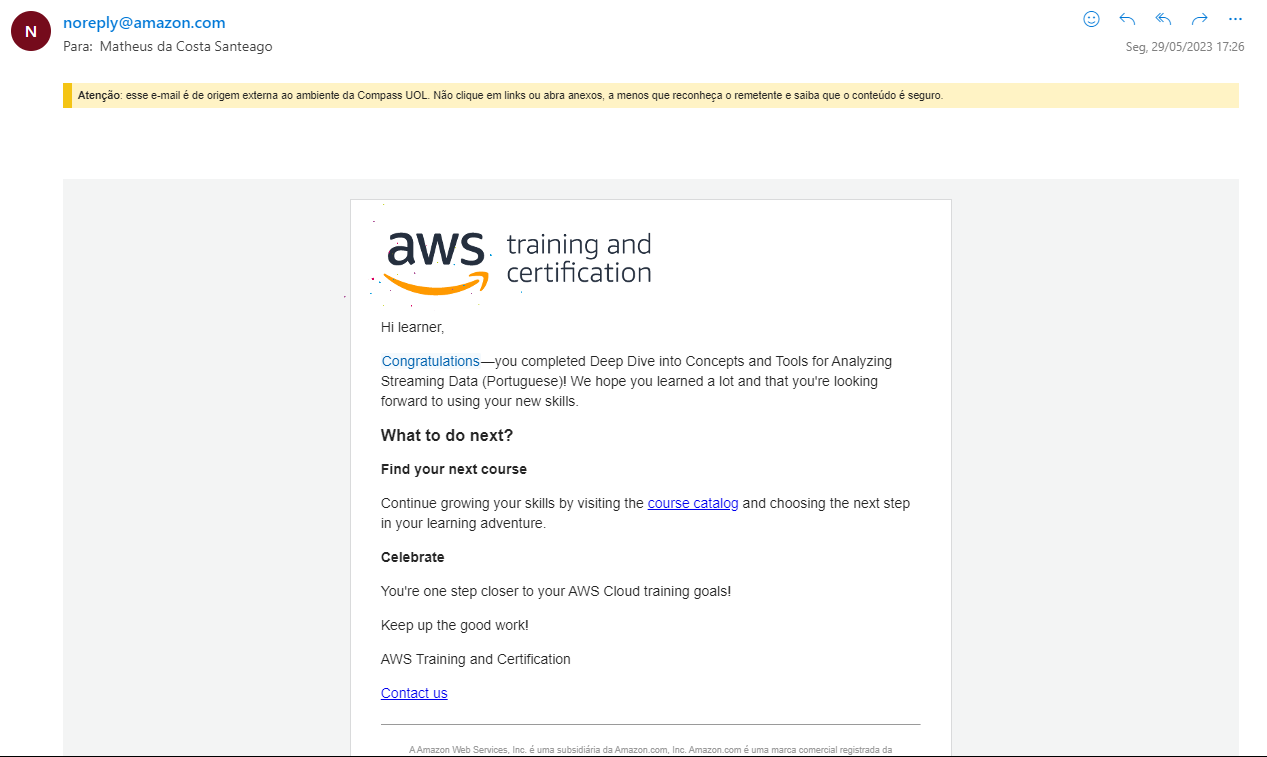 N
noreply@amazon.com
Para: Matheus da Costa Santeago
Seg, 29/05/2023 17:26
Atenção: esse e-mail é de origem externa ao ambiente da Compass UOL. Não clique em links ou abra anexos, a menos que reconheça o remetente e saiba que o conteúdo é seguro.
aws training and
certification
Hi learner,
Congratulations—you completed Deep Dive into Concepts and Tools for Analyzing
Streaming Data (Portuguese)! We hope you learned a lot and that you're looking
forward to using your new skills.
What to do next?
Find your next course
Continue growing your skills by visiting the course catalog and choosing the next step
in your learning adventure.
Celebrate
You're one step closer to your AWS Cloud training goals!
Keep up the good work!
AWS Training and Certification
Contact us
A Amazon Web Services, Inc. é uma subsidiária da Amazon.com, Inc. Amazon.com é uma marca comercial registrada da